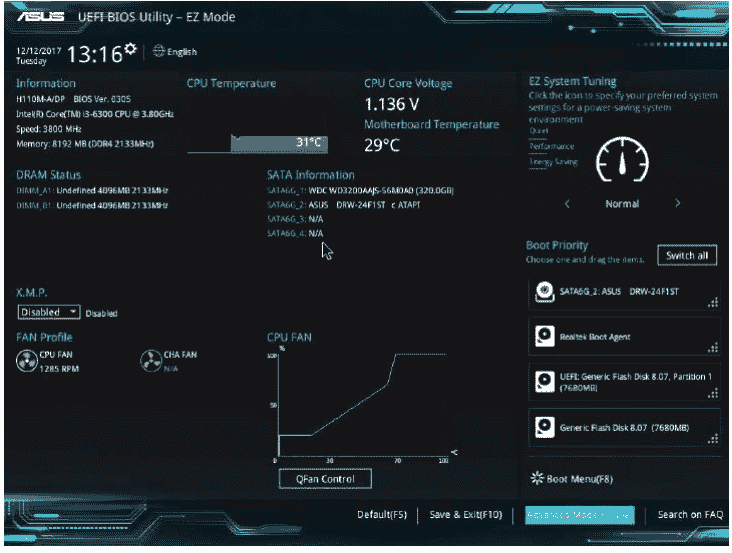 ASUS UEFI BIOS Utility – EZ Mode
12/12/2017
Tuesday
13:16
English
Information
H110M-A/DP BIOS Ver. 0305
Intel(R) Core(TM) i3-6300 CPU @ 3.80GHz
Speed: 3800 MHz
Memory: 8192 MB (DDR4 2133MHz)
CPU Temperature
31°C
CPU Core Voltage
1.136 V
Motherboard Temperature
29°C
EZ System Tuning
Click the icon to specify your preferred system
settings for a power-saving system
environment
Quiet
Performance
Energy Saving
Normal
DRAM Status
DIMM_A1: Undefined 4096MB 2133MHz
DIMM_B1: Undefined 4096MB 2133MHz
SATA Information
SATA6G_1: WDC WD3200AAJS-56M0A0 (320.0GB)
SATA6G_2: ASUS DRW-24F1ST c ATAPI
SATA6G_3: N/A
SATA6G_4: N/A
Boot Priority
Choose one and drag the items.
Switch all
SATA6G_2: ASUS DRW-24F1ST
Realtek Boot Agent
UEFI: Generic Flash Disk 8.07, Partition 1
(7680MB)
Generic Flash Disk 8.07 (7680MB)
Boot Menu(F8)
X.M.P.
Disabled
Disabled
FAN Profile
CPU FAN
1285 RPM
CHA FAN
N/A
CPU FAN
%
100
50
0
30
70
100
°C
QFan Control
Default(F5)
Save & Exit(F10)
Advanced Mode
Search on FAQ